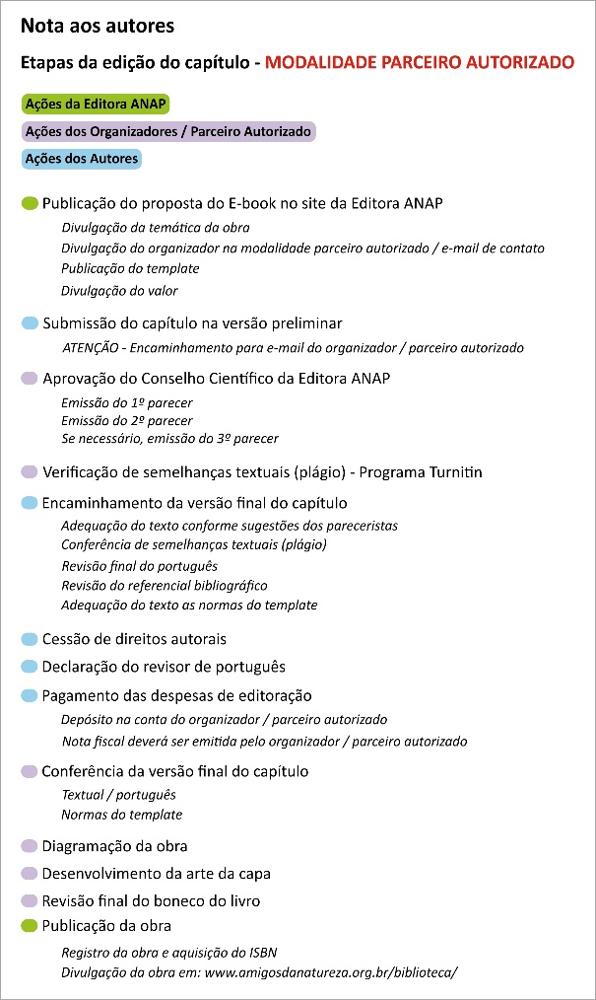 Nota aos autores
Etapas da edição do capítulo - MODALIDADE PARCEIRO AUTORIZADO
Ações da Editora ANAP
Ações dos Organizadores / Parceiro Autorizado
Ações dos Autores
Publicação do proposta do E-book no site da Editora ANAP
Divulgação da temática da obra
Divulgação do organizador na modalidade parceiro autorizado / e-mail de contato
Publicação do template
Divulgação do valor
Submissão do capítulo na versão preliminar
ATENÇÃO - Encaminhamento para e-mail do organizador / parceiro autorizado
Aprovação do Conselho Científico da Editora ANAP
Emissão do 1º parecer
Emissão do 2º parecer
Se necessário, emissão do 3º parecer
Verificação de semelhanças textuais (plágio) - Programa Turnitin
Encaminhamento da versão final do capítulo
Adequação do texto conforme sugestões dos pareceristas
Conferência de semelhanças textuais (plágio)
Revisão final do português
Revisão do referencial bibliográfico
Adequação do texto as normas do template
Cessão de direitos autorais
Declaração do revisor de português
Pagamento das despesas de editoração
Depósito na conta do organizador / parceiro autorizado
Nota fiscal deverá ser emitida pelo organizador / parceiro autorizado
Conferência da versão final do capítulo
Textual / português
Normas do template
Diagramação da obra
Desenvolvimento da arte da capa
Revisão final do boneco do livro
Publicação da obra
Registro da obra e aquisição do ISBN
Divulgação da obra em: www.amigosdanatureza.org.br/biblioteca/